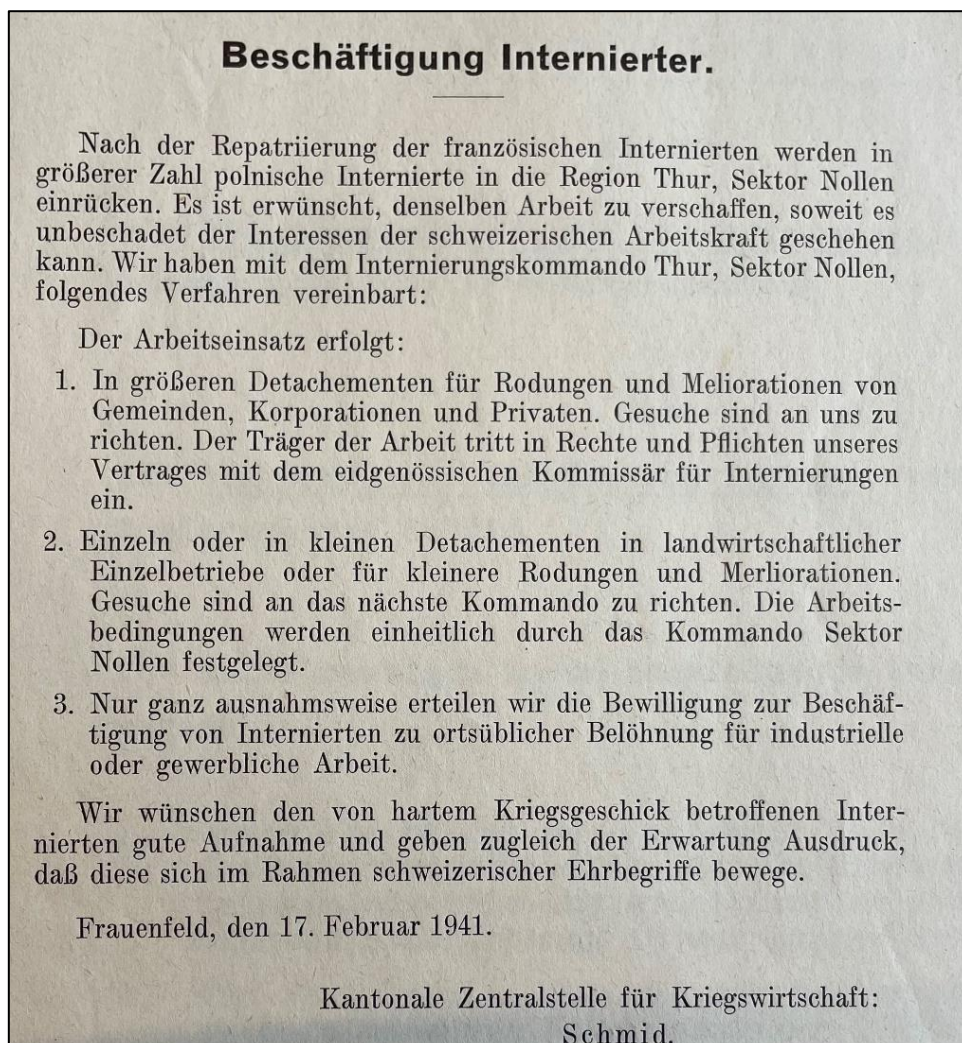 Beschäftigung Internierter.
Nach der Repatriierung der französischen Internierten werden in
größerer Zahl polnische Internierte in die Region Thur, Sektor Nollen
einrücken. Es ist erwünscht, denselben Arbeit zu verschaffen, soweit es
unbeschadet der Interessen der schweizerischen Arbeitskraft geschehen
kann. Wir haben mit dem Internierungskommando Thur, Sektor Nollen,
folgendes Verfahren vereinbart:
Der Arbeitseinsatz erfolgt:
1. In größeren Detachementen für Rodungen und Meliorationen von
Gemeinden, Korporationen und Privaten. Gesuche sind an uns zu
richten. Der Träger der Arbeit tritt in Rechte und Pflichten unseres
Vertrages mit dem eidgenössischen Kommissär für Internierungen
ein.
2. Einzeln oder in kleinen Detachementen in landwirtschaftlicher
Einzelbetriebe oder für kleinere Rodungen und Merliorationen.
Gesuche sind an das nächste Kommando zu richten. Die Arbeits-
bedingungen werden einheitlich durch das Kommando Sektor
Nollen festgelegt.
3. Nur ganz ausnahmsweise erteilen wir die Bewilligung zur Beschäf-
tigung von Internierten zu ortsüblicher Belöhnung für industrielle
oder gewerbliche Arbeit.
Wir wünschen den von hartem Kriegsgeschick betroffenen Inter-
nierten gute Aufnahme und geben zugleich der Erwartung Ausdruck,
daß diese sich im Rahmen schweizerischer Ehrbegriffe bewege.
Frauenfeld, den 17. Februar 1941.
Kantonale Zentralstelle für Kriegswirtschaft:
Schmid.